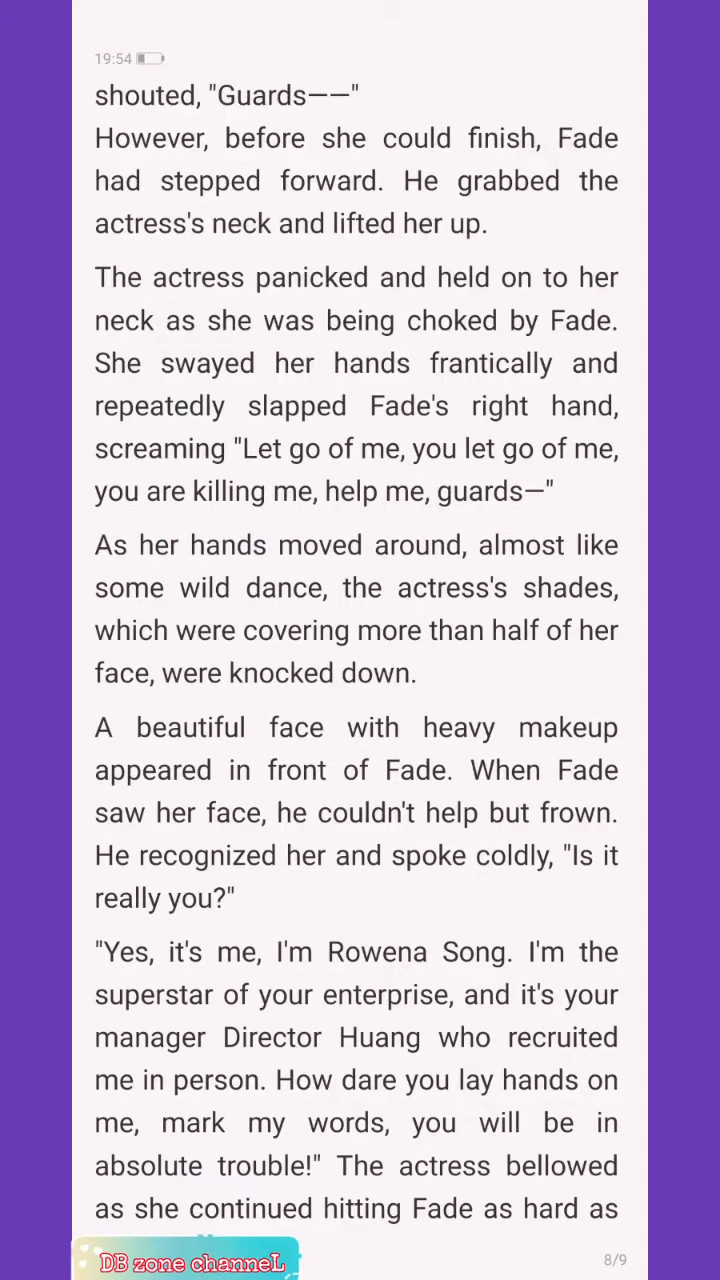 19:54
shouted, "Guards——"
However, before she could finish, Fade
had stepped forward. He grabbed the
actress's neck and lifted her up.
The actress panicked and held on to her
neck as she was being choked by Fade.
She swayed her hands frantically and
repeatedly slapped Fade's right hand,
screaming "Let go of me, you let go of me,
you are killing me, help me, guards—"
As her hands moved around, almost like
some wild dance, the actress's shades,
which were covering more than half of her
face, were knocked down.
A beautiful face with heavy makeup
appeared in front of Fade. When Fade
saw her face, he couldn't help but frown.
He recognized her and spoke coldly, "Is it
really you?"
"Yes, it's me, I'm Rowena Song. I'm the
superstar of your enterprise, and it's your
manager Director Huang who recruited
me in person. How dare you lay hands on
me, mark my words, you will be in
absolute trouble!" The actress bellowed
as she continued hitting Fade as hard as
DB zone channeL
8/9